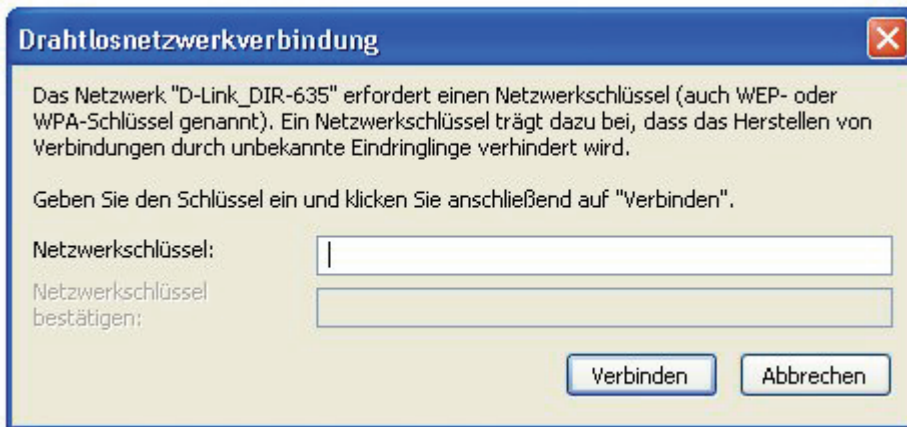 Drahtlosnetzwerkverbindung
Das Netzwerk "D-Link_DIR-635" erfordert einen Netzwerkschlüssel (auch WEP- oder
WPA-Schlüssel genannt). Ein Netzwerkschlüssel trägt dazu bei, dass das Herstellen von
Verbindungen durch unbekannte Eindringlinge verhindert wird.
Geben Sie den Schlüssel ein und klicken Sie anschließend auf "Verbinden".
Netzwerkschlüssel:
Netzwerkschlüssel
bestätigen:
Verbinden Abbrechen